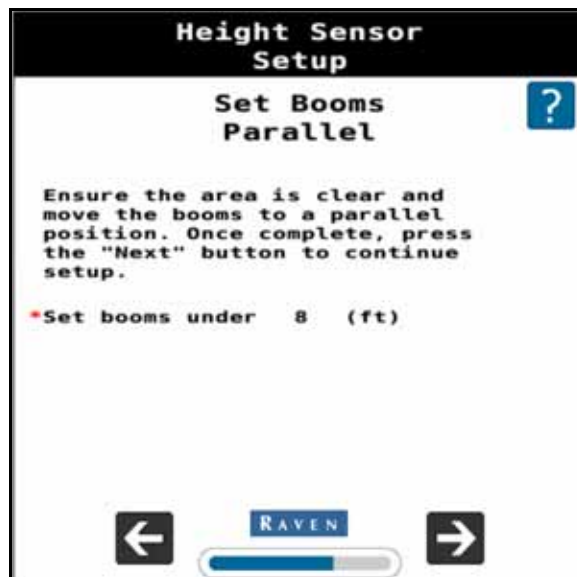 Height Sensor
Setup
Set Booms
Parallel
?
Ensure the area is clear and
move the booms to a parallel
position. Once complete, press
the "Next" button to continue
setup.
*Set booms under 8 (ft)
RAVEN